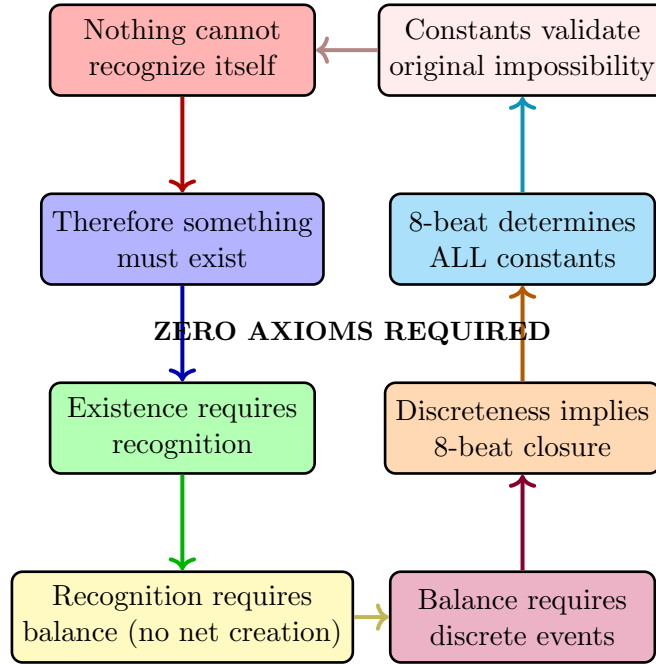 Nothing cannot
recognize itself
Constants validate
original impossibility
Therefore something
must exist
8-beat determines
ALL constants
ZERO AXIOMS REQUIRED
Existence requires
recognition
Discreteness implies
8-beat closure
Recognition requires
balance (no net creation)
Balance requires
discrete events